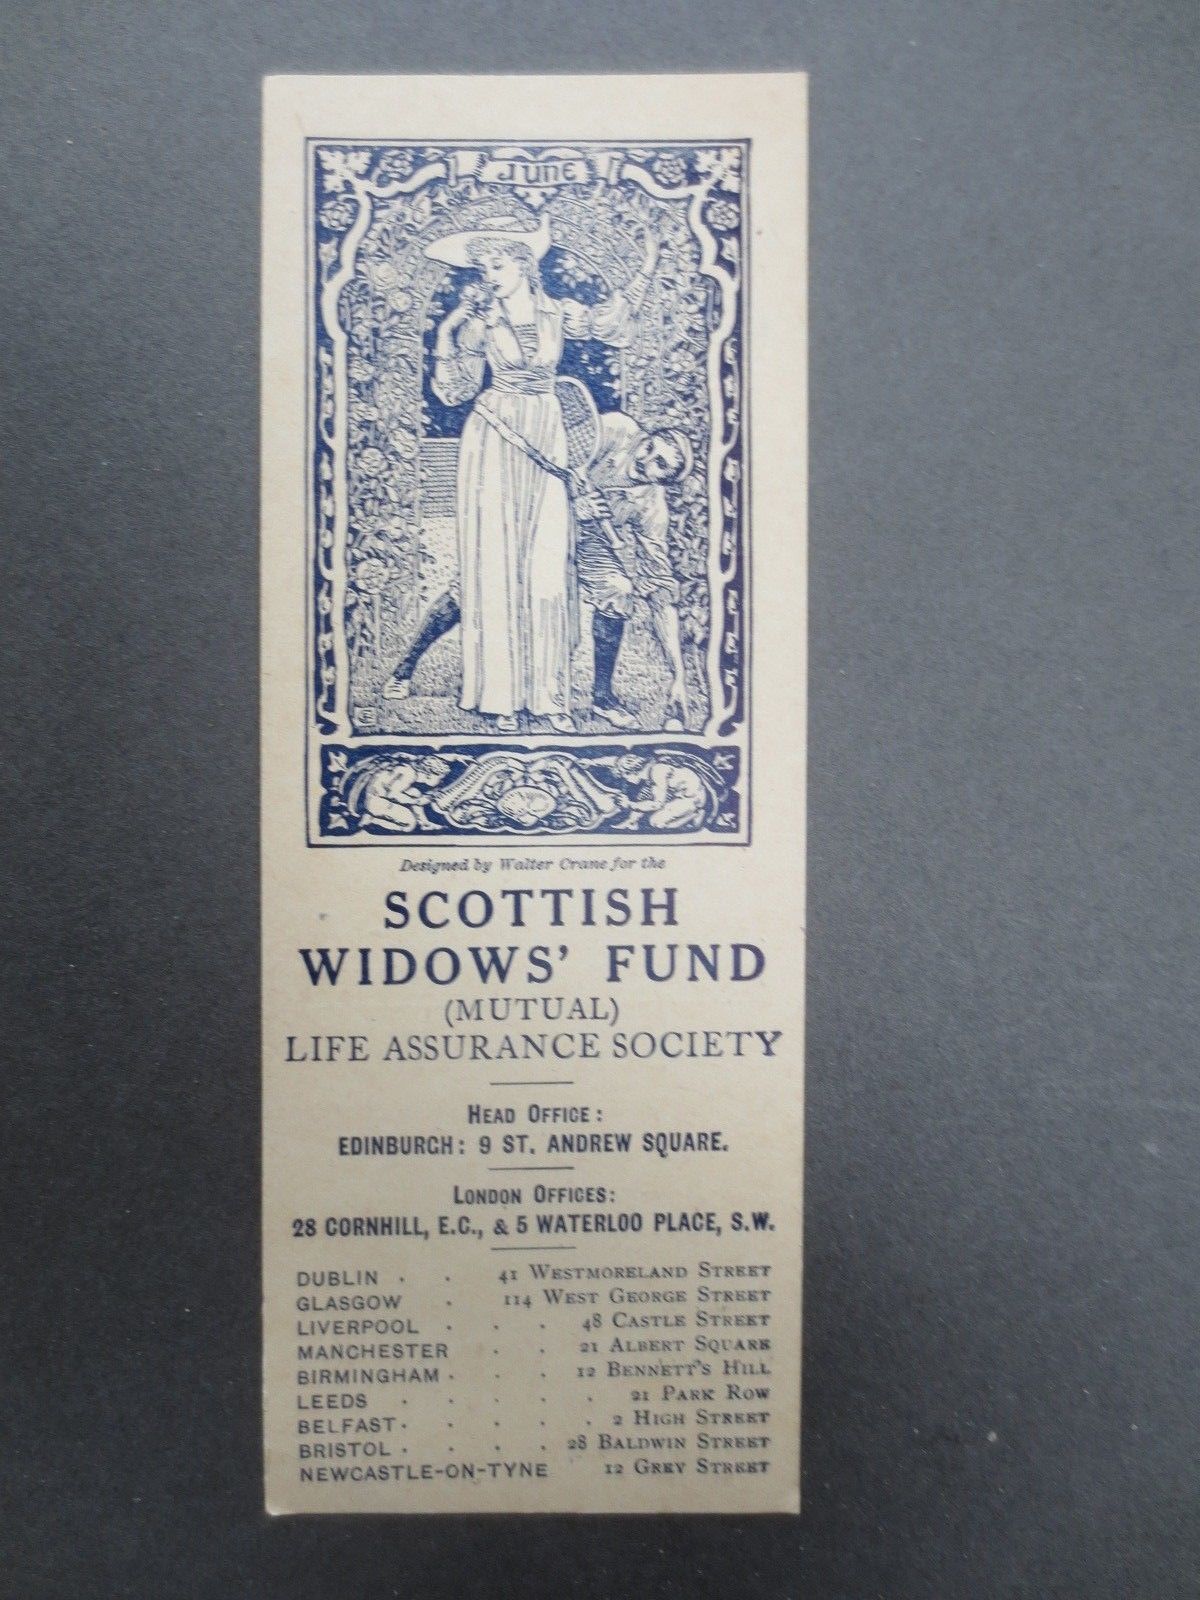 JUNE
Designed by Walter Crane for the
SCOTTISH
WIDOWS' FUND
(MUTUAL)
LIFE ASSURANCE SOCIETY
HEAD OFFICE:
EDINBURGH: 9 ST. ANDREW SQUARE.
LONDON OFFICES:
28 CORNHILL, E.C., & 5 WATERLOO PLACE, S.W.
DUBLIN . . 41 WESTMORELAND STREET
GLASGOW . 114 WEST GEORGE STREET
LIVERPOOL . . . 48 CASTLE STREET
MANCHESTER . . 21 ALBERT SQUARE
BIRMINGHAM . . . 12 BENNETT'S HILL
LEEDS . . . . . 21 PARK ROW
BELFAST . . . . . 2 HIGH STREET
BRISTOL . . . . 28 BALDWIN STREET
NEWCASTLE-ON-TYNE 12 GREY STREET